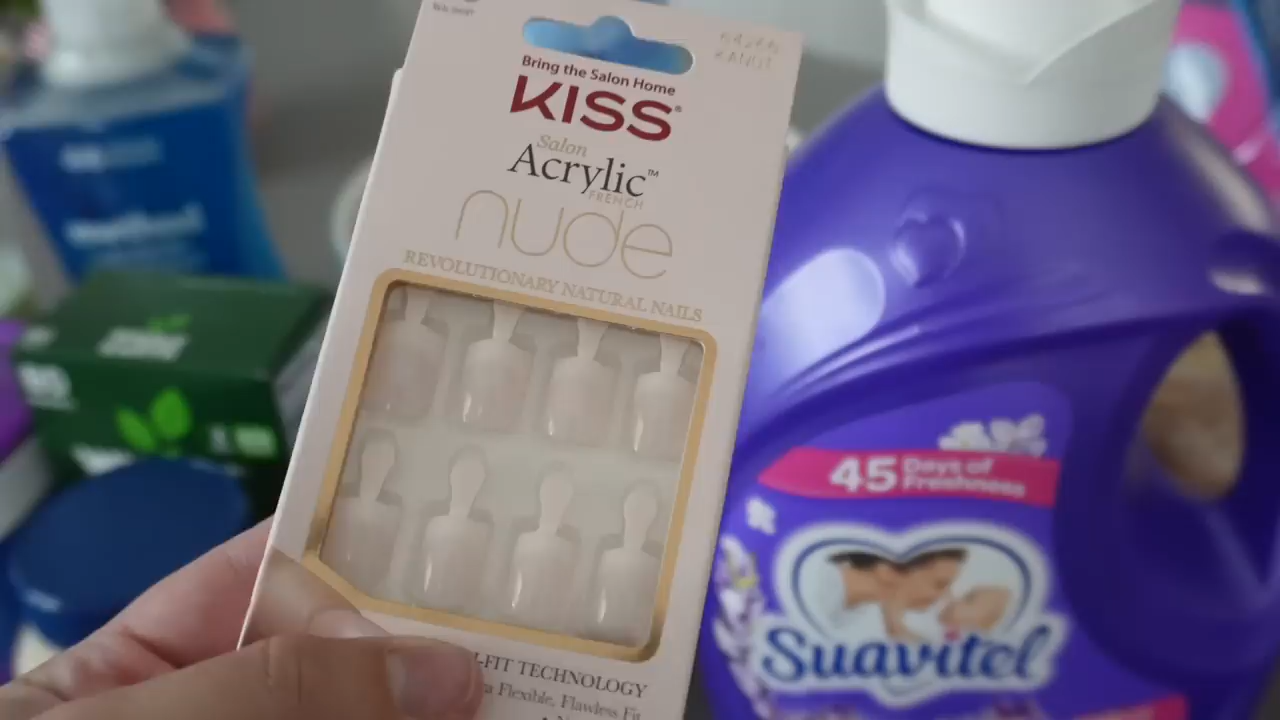 Bring the Salon Home
KISS®
Salon
Acrylic™
FRENCH
nude
REVOLUTIONARY NATURAL NAILS
-FIT TECHNOLOGY
Flexible, Flawless Fit
45 Days of
Freshness
Suavitel
method